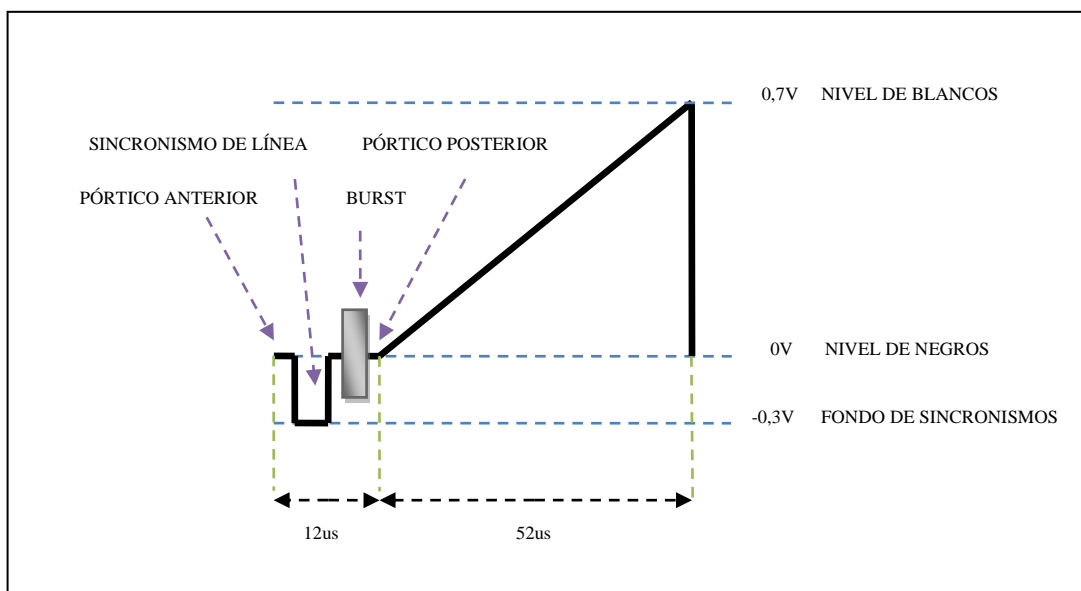 0,7V NIVEL DE BLANCOS
SINCRONISMO DE LÍNEA
PÓRTICO POSTERIOR
PÓRTICO ANTERIOR
BURST
0V NIVEL DE NEGROS
-0,3V FONDO DE SINCRONISMOS
12us
52us